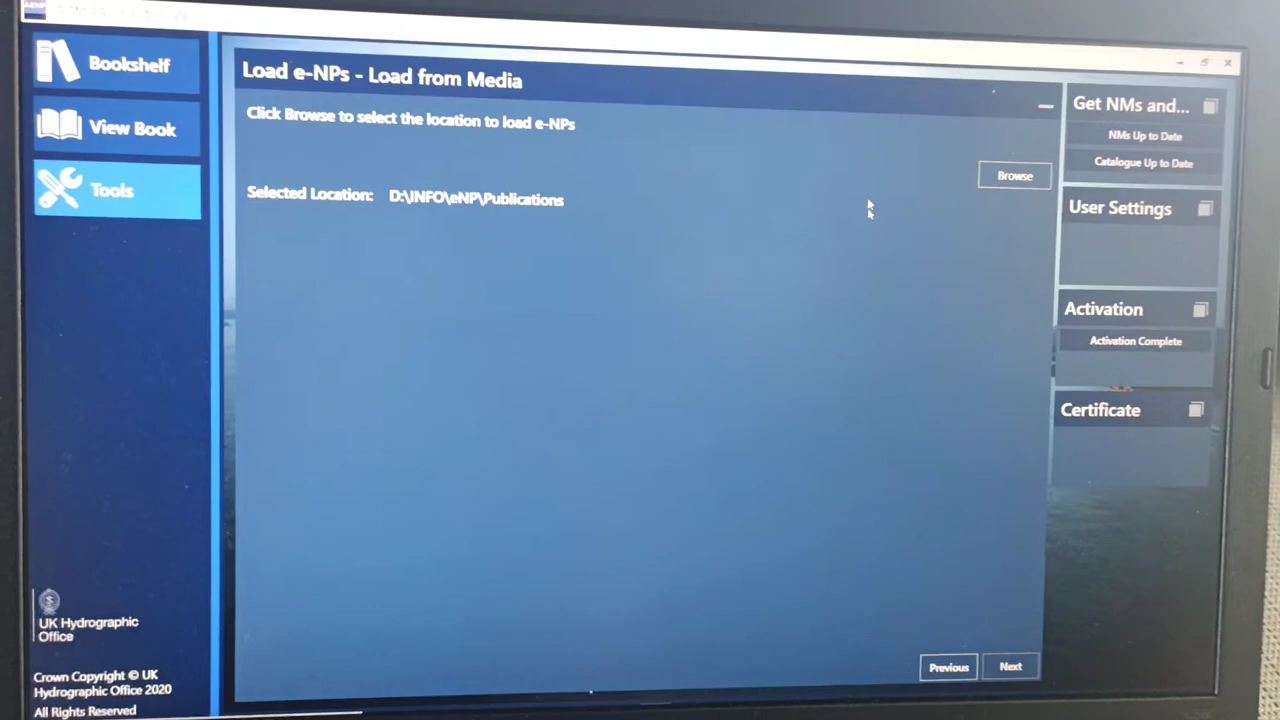 Bookshelf
View Book
Tools
UK Hydrographic
Office
Crown Copyright © UK
Hydrographic Office 2020
All Rights Reserved
Load e-NPs - Load from Media
Click Browse to select the location to load e-NPs
Browse
Selected Location: D:\INFO\eNP\Publications
Previous
Next
Get NMs and...
NMs Up to Date
Catalogue Up to Date
User Settings
Activation
Activation Complete
Certificate